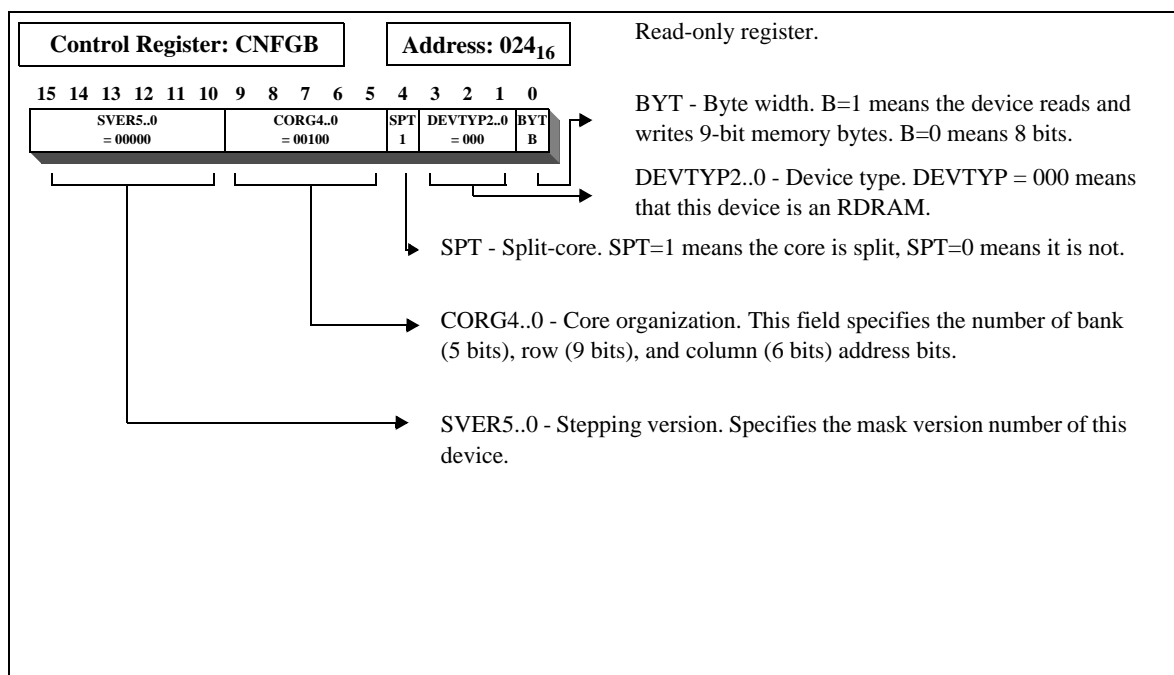 Control Register: CNFGB
Address: 024₁₆
Read-only register.
15 14 13 12 11 10 9 8 7 6 5 4 3 2 1 0
SVER5..0 CORG4..0 SPT DEVTYP2..0 BYT
= 00000 = 00100 1 = 000 B
BYT - Byte width. B=1 means the device reads and
writes 9-bit memory bytes. B=0 means 8 bits.
DEVTYP2..0 - Device type. DEVTYP = 000 means
that this device is an RDRAM.
SPT - Split-core. SPT=1 means the core is split, SPT=0 means it is not.
CORG4..0 - Core organization. This field specifies the number of bank
(5 bits), row (9 bits), and column (6 bits) address bits.
SVER5..0 - Stepping version. Specifies the mask version number of this
device.